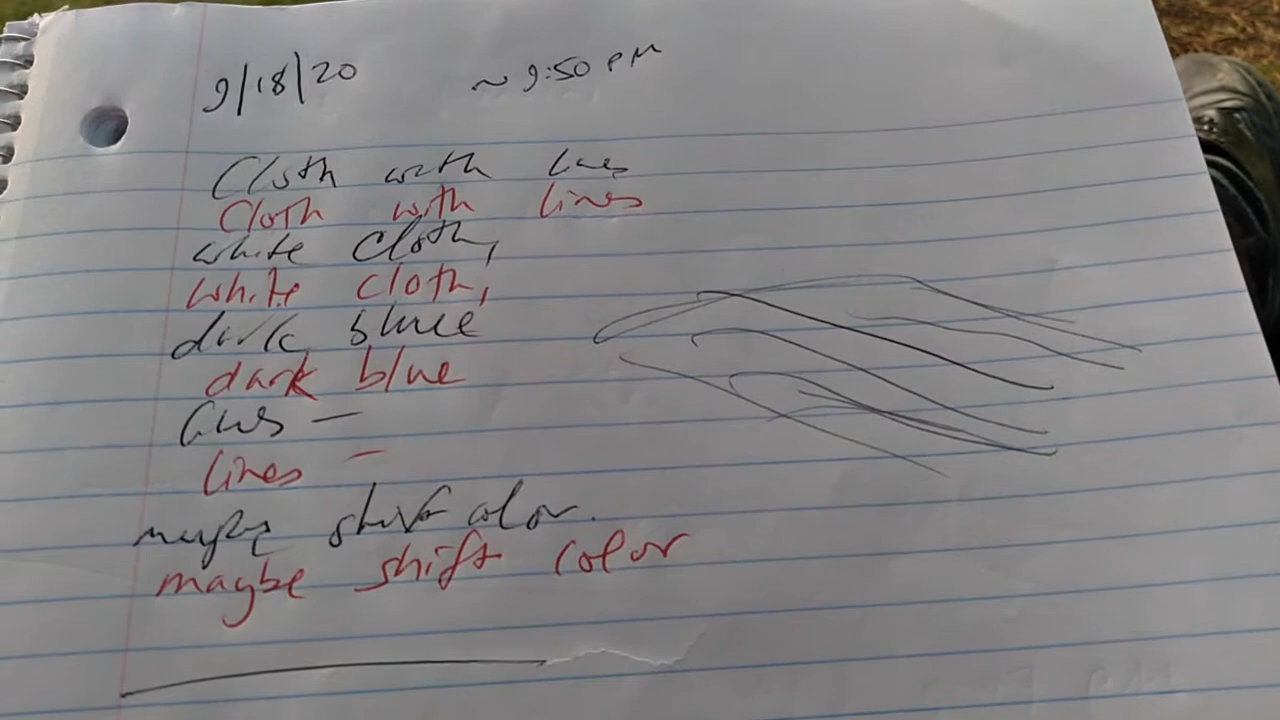 9/18/20 ~9:50 PM
Cloth with lines
Cloth with lines
white cloth,
white cloth,
dark blue
dark blue
lines —
lines —
maybe shift color.
maybe shift color